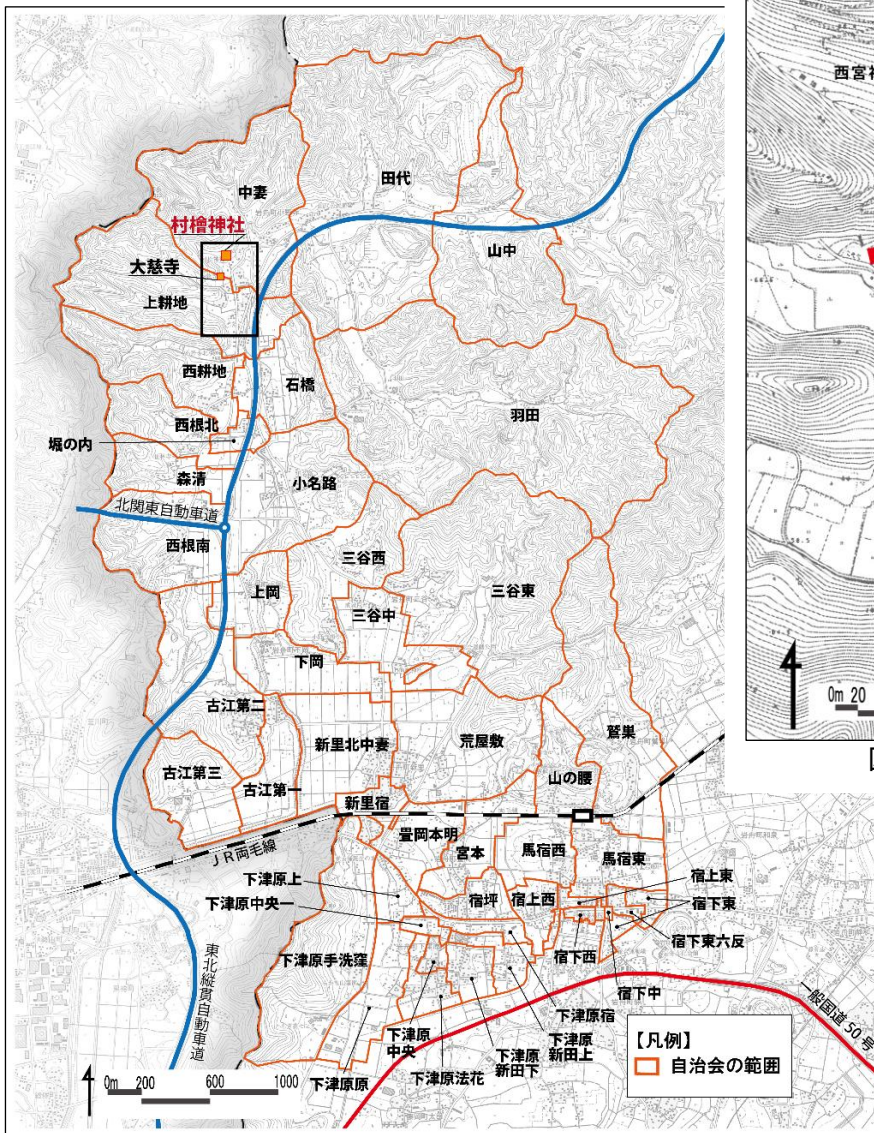 西宮神
中妻
田代
村檜神社
大慈寺
山中
上耕地
西耕地
石橋
羽田
西根北
堀の内
森清
小名路
北関東自動車道
西根南
三谷西
上岡
三谷東
三谷中
下岡
古江第二
鷲巣
新里北中妻
荒屋敷
古江第三
山の腰
古江第一
新里宿
畳岡本明
JR両毛線
宮本
馬宿西
馬宿東
下津原上
宿上東
下津原中央一
宿坪
宿上西
宿下東
宿下東六反
下津原手洗窪
宿下西
宿下中
東北縦貫自動車道
一般国道50号
下津原宿
下津原
中央
下津原
新田上
下津原
新田下
下津原法花
下津原原
【凡例】
自治会の範囲
0m 200 600 1000
58.5
0m 20